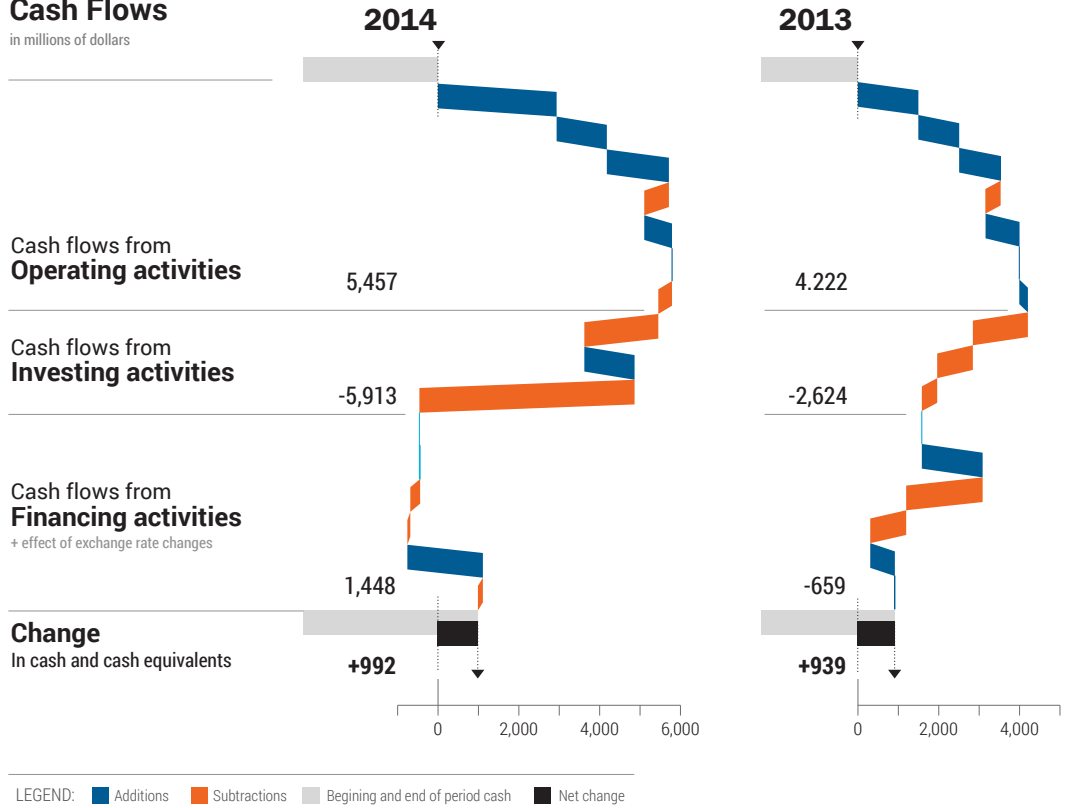 Cash Flows
in millions of dollars
2014
2013
Cash flows from
Operating activities
5,457
4.222
Cash flows from
Investing activities
-5,913
-2,624
Cash flows from
Financing activities
+ effect of exchange rate changes
1,448
-659
Change
In cash and cash equivalents
+992
+939
0 2,000 4,000 6,000
0 2,000 4,000
LEGEND: Additions Subtractions Begining and end of period cash Net change